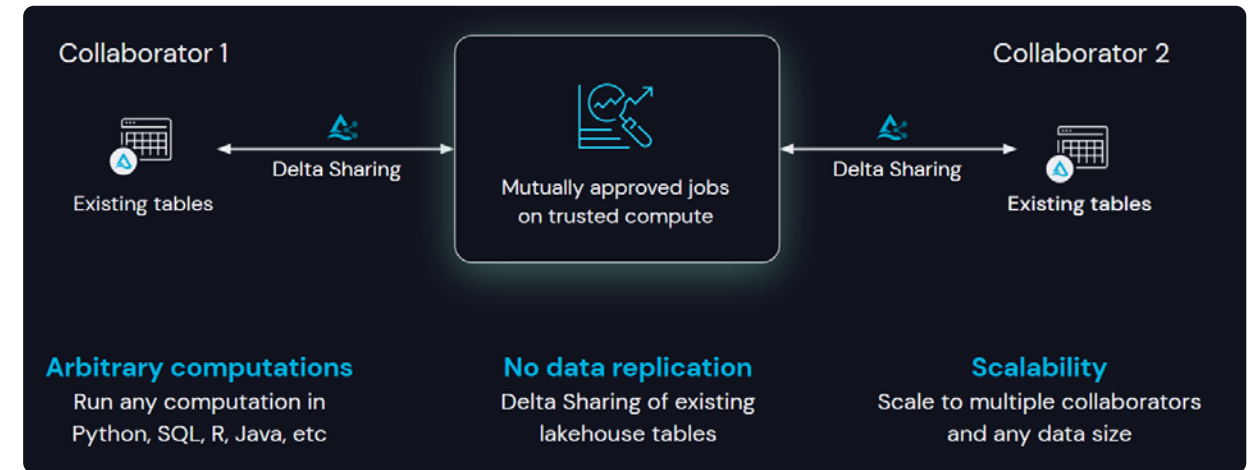 Collaborator 1
Collaborator 2
Delta Sharing
Existing tables
Mutually approved jobs
on trusted compute
Delta Sharing
Existing tables
Arbitrary computations
Run any computation in
Python, SQL, R, Java, etc
No data replication
Delta Sharing of existing
lakehouse tables
Scalability
Scale to multiple collaborators
and any data size